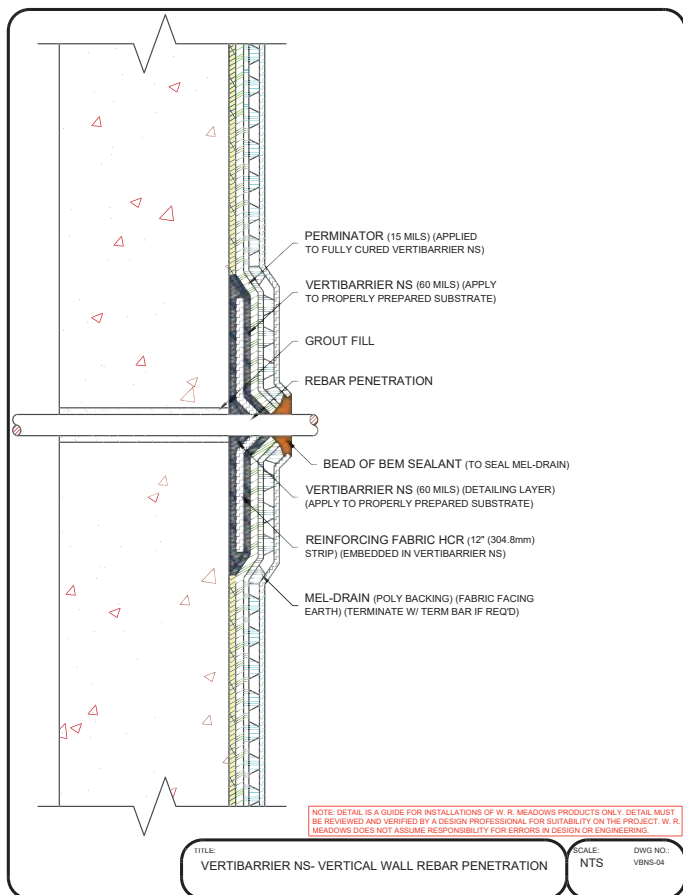 PERMINATOR (15 MILS) (APPLIED
TO FULLY CURED VERTIBARRIER NS)
VERTIBARRIER NS (60 MILS) (APPLY
TO PROPERLY PREPARED SUBSTRATE)
GROUT FILL
REBAR PENETRATION
BEAD OF BEM SEALANT (TO SEAL MEL-DRAIN)
VERTIBARRIER NS (60 MILS) (DETAILING LAYER)
(APPLY TO PROPERLY PREPARED SUBSTRATE)
REINFORCING FABRIC HCR (12" (304.8mm)
STRIP) (EMBEDDED IN VERTIBARRIER NS)
MEL-DRAIN (POLY BACKING) (FABRIC FACING
EARTH) (TERMINATE W/ TERM BAR IF REQ'D)
NOTE: DETAIL IS A GUIDE FOR INSTALLATIONS OF W. R. MEADOWS PRODUCTS ONLY. DETAIL MUST
BE REVIEWED AND VERIFIED BY A DESIGN PROFESSIONAL FOR SUITABILITY ON THE PROJECT. W. R.
MEADOWS DOES NOT ASSUME RESPONSIBILITY FOR ERRORS IN DESIGN OR ENGINEERING.
TITLE:
VERTIBARRIER NS- VERTICAL WALL REBAR PENETRATION
SCALE:
NTS
DWG NO.:
VBNS-04